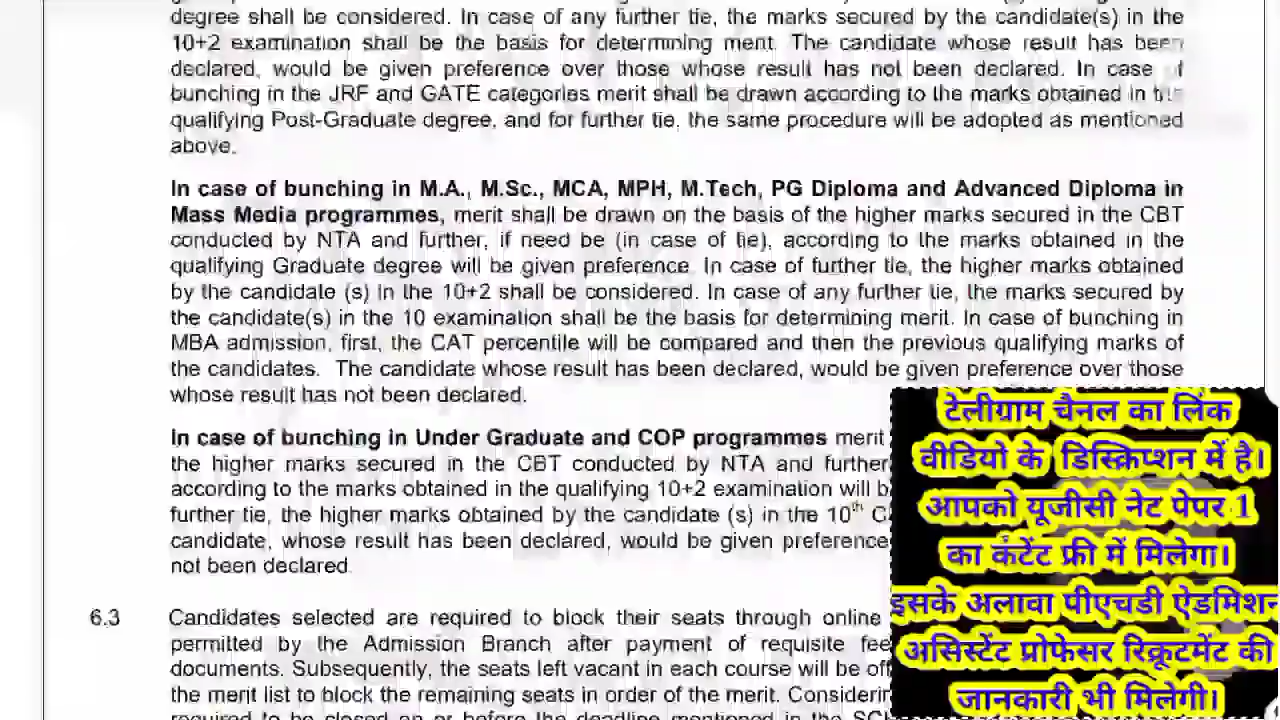 degree shall be considered. In case of any further tie, the marks secured by the candidate(s) in the
10+2 examination shall be the basis for determining merit. The candidate whose result has been
declared, would be given preference over those whose result has not been declared. In case of
bunching in the JRF and GATE categories merit shall be drawn according to the marks obtained in the
qualifying Post-Graduate degree, and for further tie, the same procedure will be adopted as mentioned
above.
In case of bunching in M.A., M.Sc., MCA, MPH, M.Tech, PG Diploma and Advanced Diploma in
Mass Media programmes, merit shall be drawn on the basis of the higher marks secured in the CBT
conducted by NTA and further, if need be (in case of tie), according to the marks obtained in the
qualifying Graduate degree will be given preference. In case of further tie, the higher marks obtained
by the candidate (s) in the 10+2 shall be considered. In case of any further tie, the marks secured by
the candidate(s) in the 10 examination shall be the basis for determining merit. In case of bunching in
MBA admission, first, the CAT percentile will be compared and then the previous qualifying marks of
the candidates. The candidate whose result has been declared, would be given preference over those
whose result has not been declared.
In case of bunching in Under Graduate and COP programmes merit
the higher marks secured in the CBT conducted by NTA and further
according to the marks obtained in the qualifying 10+2 examination will
further tie, the higher marks obtained by the candidate (s) in the 10th
candidate, whose result has been declared, would be given preference
not been declared
6.3 Candidates selected are required to block their seats through online
permitted by the Admission Branch after payment of requisite fee
documents. Subsequently, the seats left vacant in each course will be
the merit list to block the remaining seats in order of the merit.
required to be closed on or before the deadline mentioned in the
टेलीग्राम चैनल का लिंक
वीडियो के डिस्क्रिप्शन में है।
आपको यूजीसी नेट पेपर 1
का कंटेंट फ्री में मिलेगा।
इसके अलावा पीएचडी ऐडमिशन
असिस्टेंट प्रोफेसर रिक्रूटमेंट की
जानकारी भी मिलेगी।